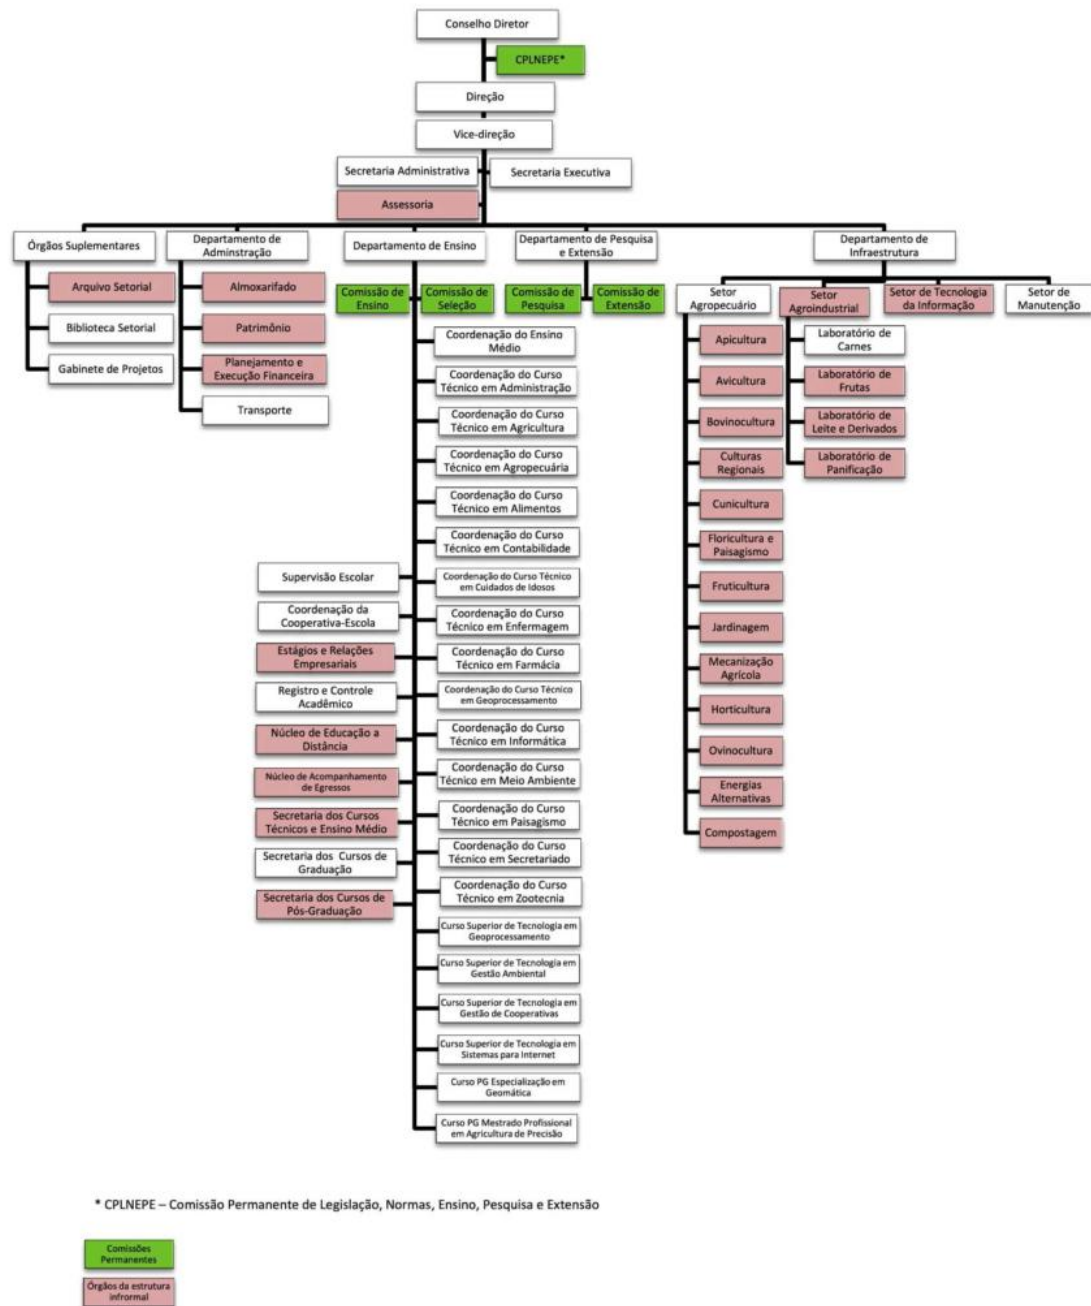 Conselho Diretor
CPLNEPE*
Direção
Vice-direção
Secretaria Administrativa
Secretaria Executiva
Assessoria
Órgãos Suplementares
Arquivo Setorial
Biblioteca Setorial
Gabinete de Projetos
Departamento de
Adminstração
Almoxarifado
Patrimônio
Planejamento e
Execução Financeira
Transporte
Departamento de Ensino
Comissão de
Ensino
Comissão de
Seleção
Coordenação do Ensino
Médio
Coordenação do Curso
Técnico em Administração
Coordenação do Curso
Técnico em Agricultura
Coordenação do Curso
Técnico em Agropecuária
Coordenação do Curso
Técnico em Alimentos
Coordenação do Curso
Técnico em Contabilidade
Coordenação do Curso Técnico
em Cuidados de Idosos
Coordenação do Curso
Técnico em Enfermagem
Coordenação do Curso
Técnico em Farmácia
Coordenação do Curso Técnico
em Geoprocessamento
Coordenação do Curso
Técnico em Informática
Coordenação do Curso
Técnico em Meio Ambiente
Coordenação do Curso
Técnico em Paisagismo
Coordenação do Curso
Técnico em Secretariado
Coordenação do Curso
Técnico em Zootecnia
Curso Superior de Tecnologia em
Geoprocessamento
Curso Superior de Tecnologia em
Gestão Ambiental
Curso Superior de Tecnologia em
Gestão de Cooperativas
Curso Superior de Tecnologia em
Sistemas para Internet
Curso PG Especialização em
Geomática
Curso PG Mestrado Profissional
em Agricultura de Precisão
Supervisão Escolar
Coordenação da
Cooperativa-Escola
Estágios e Relações
Empresariais
Registro e Controle
Acadêmico
Núcleo de Educação a
Distância
Núcleo de Acompanhamento
de Egressos
Secretaria dos Cursos
Técnicos e Ensino Médio
Secretaria dos Cursos de
Graduação
Secretaria dos Cursos de
Pós-Graduação
Departamento de Pesquisa
e Extensão
Comissão de
Pesquisa
Comissão de
Extensão
Departamento de
Infraestrutura
Setor
Agropecuário
Apicultura
Avicultura
Bovinocultura
Culturas
Regionais
Cunicultura
Floricultura e
Paisagismo
Fruticultura
Jardinagem
Mecanização
Agrícola
Horticultura
Ovinocultura
Energias
Alternativas
Compostagem
Setor
Agroindustrial
Laboratório de
Carnes
Laboratório de
Frutas
Laboratório de
Leite e Derivados
Laboratório de
Panificação
Setor de Tecnologia
da Informação
Setor de
Manutenção
* CPLNEPE – Comissão Permanente de Legislação, Normas, Ensino, Pesquisa e Extensão
Comissões
Permanentes
Órgãos da estrutura
infrormal